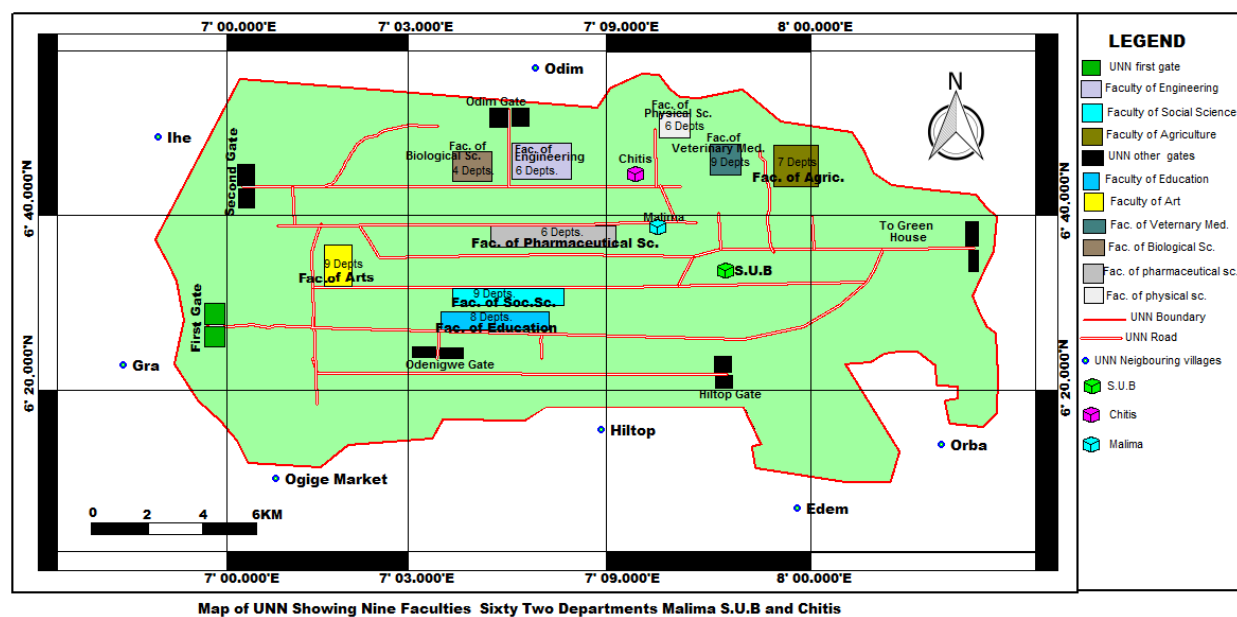 7° 00.000'E
7° 03.000'E
7° 09.000'E
8° 00.000'E
Odim
Ihe
Odim Gate
Fac. of
Physical Sc.
6 Depts
Fac. of
Biological Sc.
4 Depts.
Fac. of
Engineering
6 Depts.
Chitis
Fac.of
Veterinary Med.
9 Depts
7 Depts
Fac. of Agric.
N
Second Gate
6° 40.000'N
6° 40.000'N
Malima
To Green
House
6 Depts.
Fac. of Pharmaceutical Sc.
9 Depts
Fac.of Arts
S.U.B
9 Depts.
Fac. of Soc.Sc.
8 Depts.
Fac. of Education
First Gate
Odenigwe Gate
Gra
6° 20.000'N
6° 20.000'N
Hiltop Gate
Hiltop
Orba
Ogige Market
Edem
0 2 4 6KM
7° 00.000'E
7° 03.000'E
7° 09.000'E
8° 00.000'E
Map of UNN Showing Nine Faculties Sixty Two Departments Malima S.U.B and Chitis
LEGEND
UNN first gate
Faculty of Engineering
Faculty of Social Science
Faculty of Agriculture
UNN other gates
Faculty of Education
Faculty of Art
Fac. of Veternary Med.
Fac. of Biological Sc.
Fac. of pharmaceutical sc.
Fac. of physical sc.
UNN Boundary
UNN Road
UNN Neigbouring villages
S.U.B
Chitis
Malima